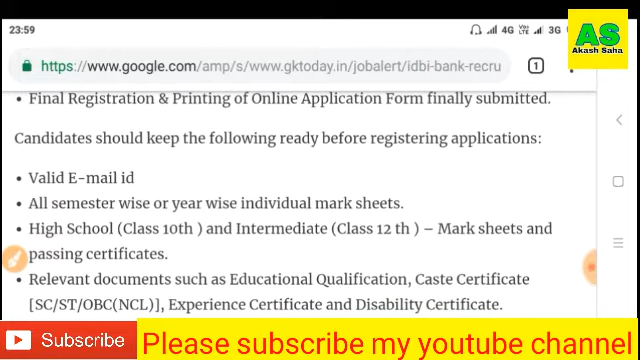 23:59
4G VoLTE 3G
AS
Akash Saha
https://www.google.com/amp/s/www.gktoday.in/jobalert/idbi-bank-recru
1
• Final Registration & Printing of Online Application Form finally submitted.
Candidates should keep the following ready before registering applications:
• Valid E-mail id
• All semester wise or year wise individual mark sheets.
• High School (Class 10th ) and Intermediate (Class 12 th ) – Mark sheets and
passing certificates.
• Relevant documents such as Educational Qualification, Caste Certificate
[SC/ST/OBC(NCL)], Experience Certificate and Disability Certificate.
Subscribe
Please subscribe my youtube channel